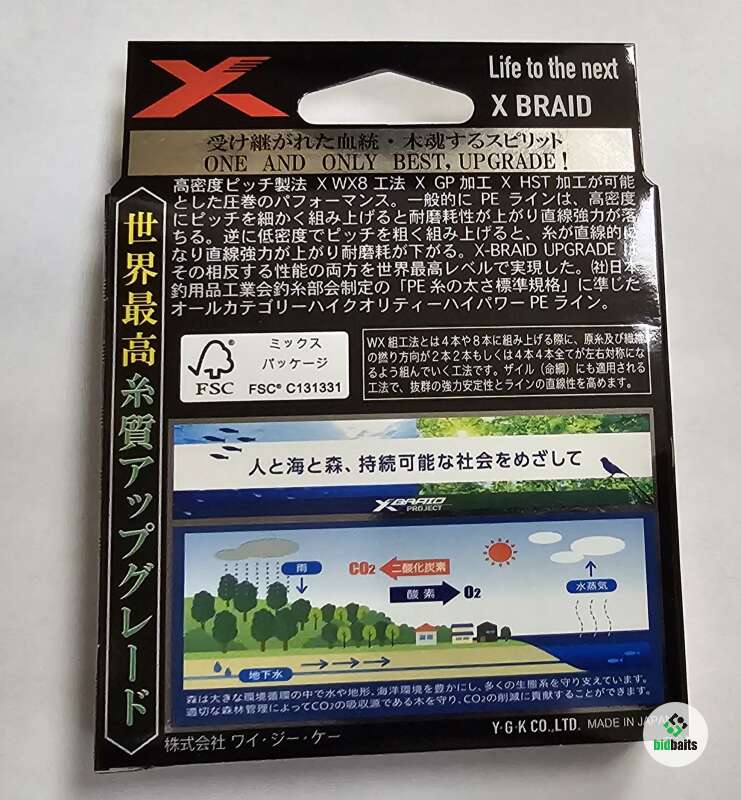 X
Life to the next
X BRAID
受け継がれた血統・木魂するスピリット
ONE AND ONLY BEST, UPGRADE!
高密度ピッチ製法 X WX8 工法 X GP 加工 X HST 加工が可能
とした圧巻のパフォーマンス。一般的に PE ラインは、高密度
にピッチを細かく組み上げると耐磨耗性が上がり直線強力が落
ちる。逆に低密度でピッチを粗く組み上げると、糸が直線的に
なり直線強力が上がり耐磨耗が下がる。X-BRAID UPGRADE は
その相反する性能の両方を世界最高レベルで実現した。㈳日本
釣用品工業会釣糸部会制定の「PE 糸の太さ標準規格」に準じた
オールカテゴリーハイクオリティーハイパワー PE ライン。
世界最高糸質アップグレード
FSC
ミックス
パッケージ
FSC® C131331
WX組工法とは4本や8本に組み上げる際に、原糸及び繊維
の撚り方向が2本2本もしくは4本4本全てが左右対称にな
るよう組んでいく工法です。ザイル(命綱)にも適用される
工法で、抜群の強力安定性とラインの直線性を高めます。
人と海と森、持続可能な社会をめざして
X BRAID
PROJECT
雨
CO2
二酸化炭素
酸素
O2
水蒸気
地下水
森は大きな環境循環の中で水や地形、海洋環境を豊かにし、多くの生態系を守り支えています。
適切な森林管理によってCO2の吸収源である木を守り、CO2の削減に貢献することができます。
株式会社 ワイ・ジー・ケー
Y・G・K CO.,LTD. MADE IN JAPAN
bidbaits